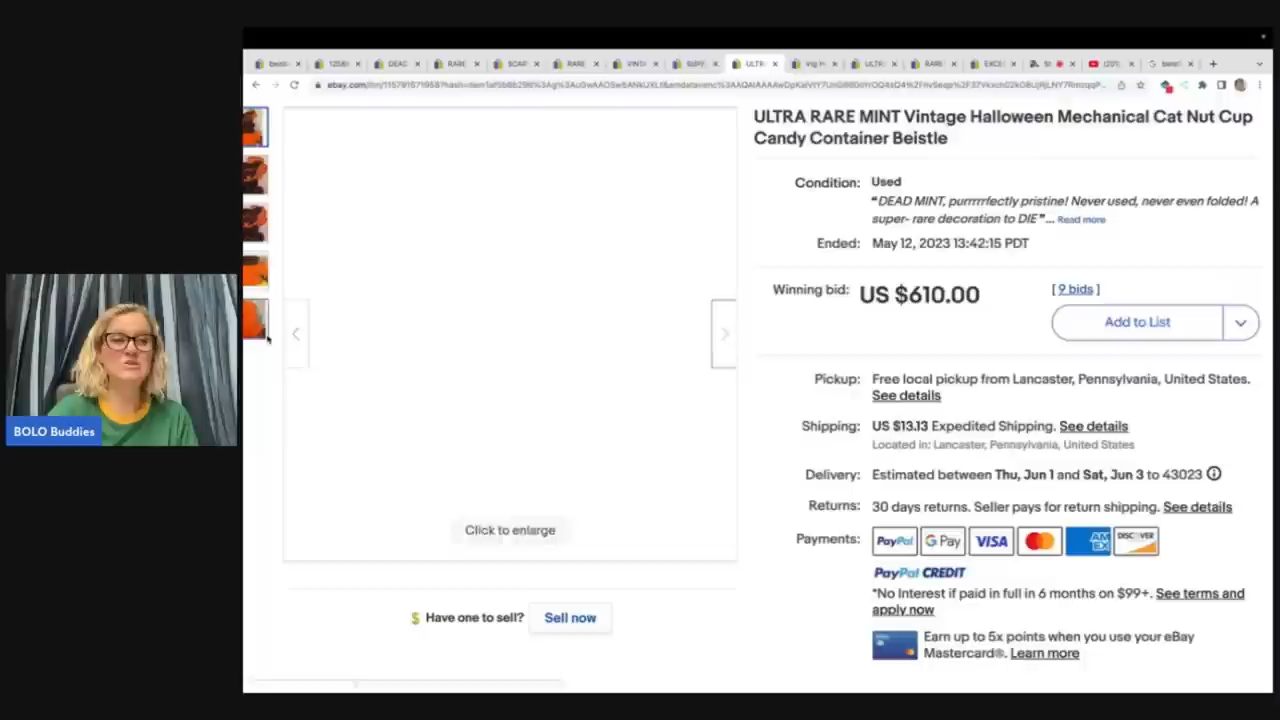 ebay.com/itm/
ULTRA RARE MINT Vintage Halloween Mechanical Cat Nut Cup
Candy Container Beistle
Condition: Used
“DEAD MINT, purrrrrfectly pristine! Never used, never even folded! A
super- rare decoration to DIE”... Read more
Ended: May 12, 2023 13:42:15 PDT
Winning bid: US $610.00 [ 9 bids ]
Add to List
Pickup: Free local pickup from Lancaster, Pennsylvania, United States.
See details
Shipping: US $13.13 Expedited Shipping. See details
Located in: Lancaster, Pennsylvania, United States
Delivery: Estimated between Thu, Jun 1 and Sat, Jun 3 to 43023
Returns: 30 days returns. Seller pays for return shipping. See details
Payments: PayPal G Pay VISA AM EX DISCOVER
PayPal CREDIT
*No Interest if paid in full in 6 months on $99+. See terms and
apply now
Earn up to 5x points when you use your eBay
Mastercard®. Learn more
Click to enlarge
$ Have one to sell? Sell now
BOLO Buddies